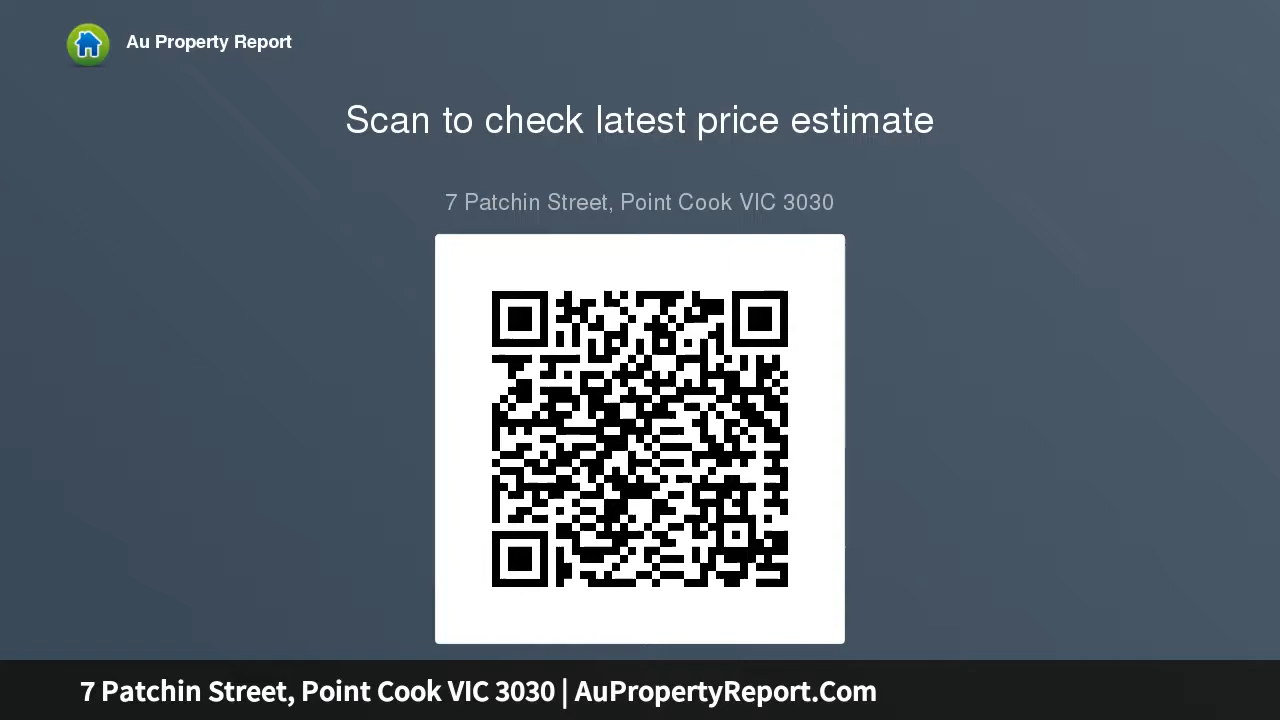 Au Property Report
Scan to check latest price estimate
7 Patchin Street, Point Cook VIC 3030
7 Patchin Street, Point Cook VIC 3030 | AuPropertyReport.Com